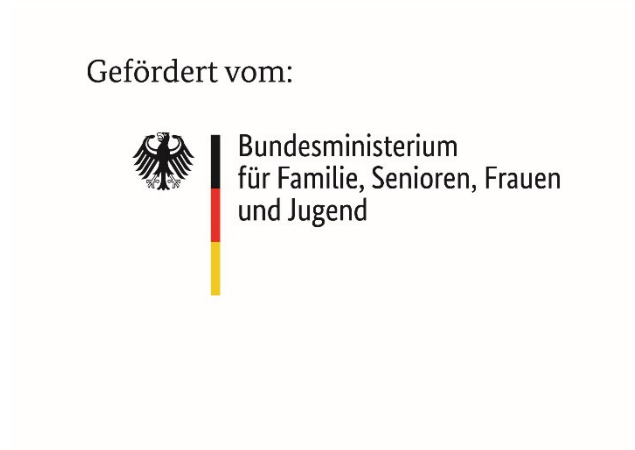 Gefördert vom:
Bundesministerium
für Familie, Senioren, Frauen
und Jugend